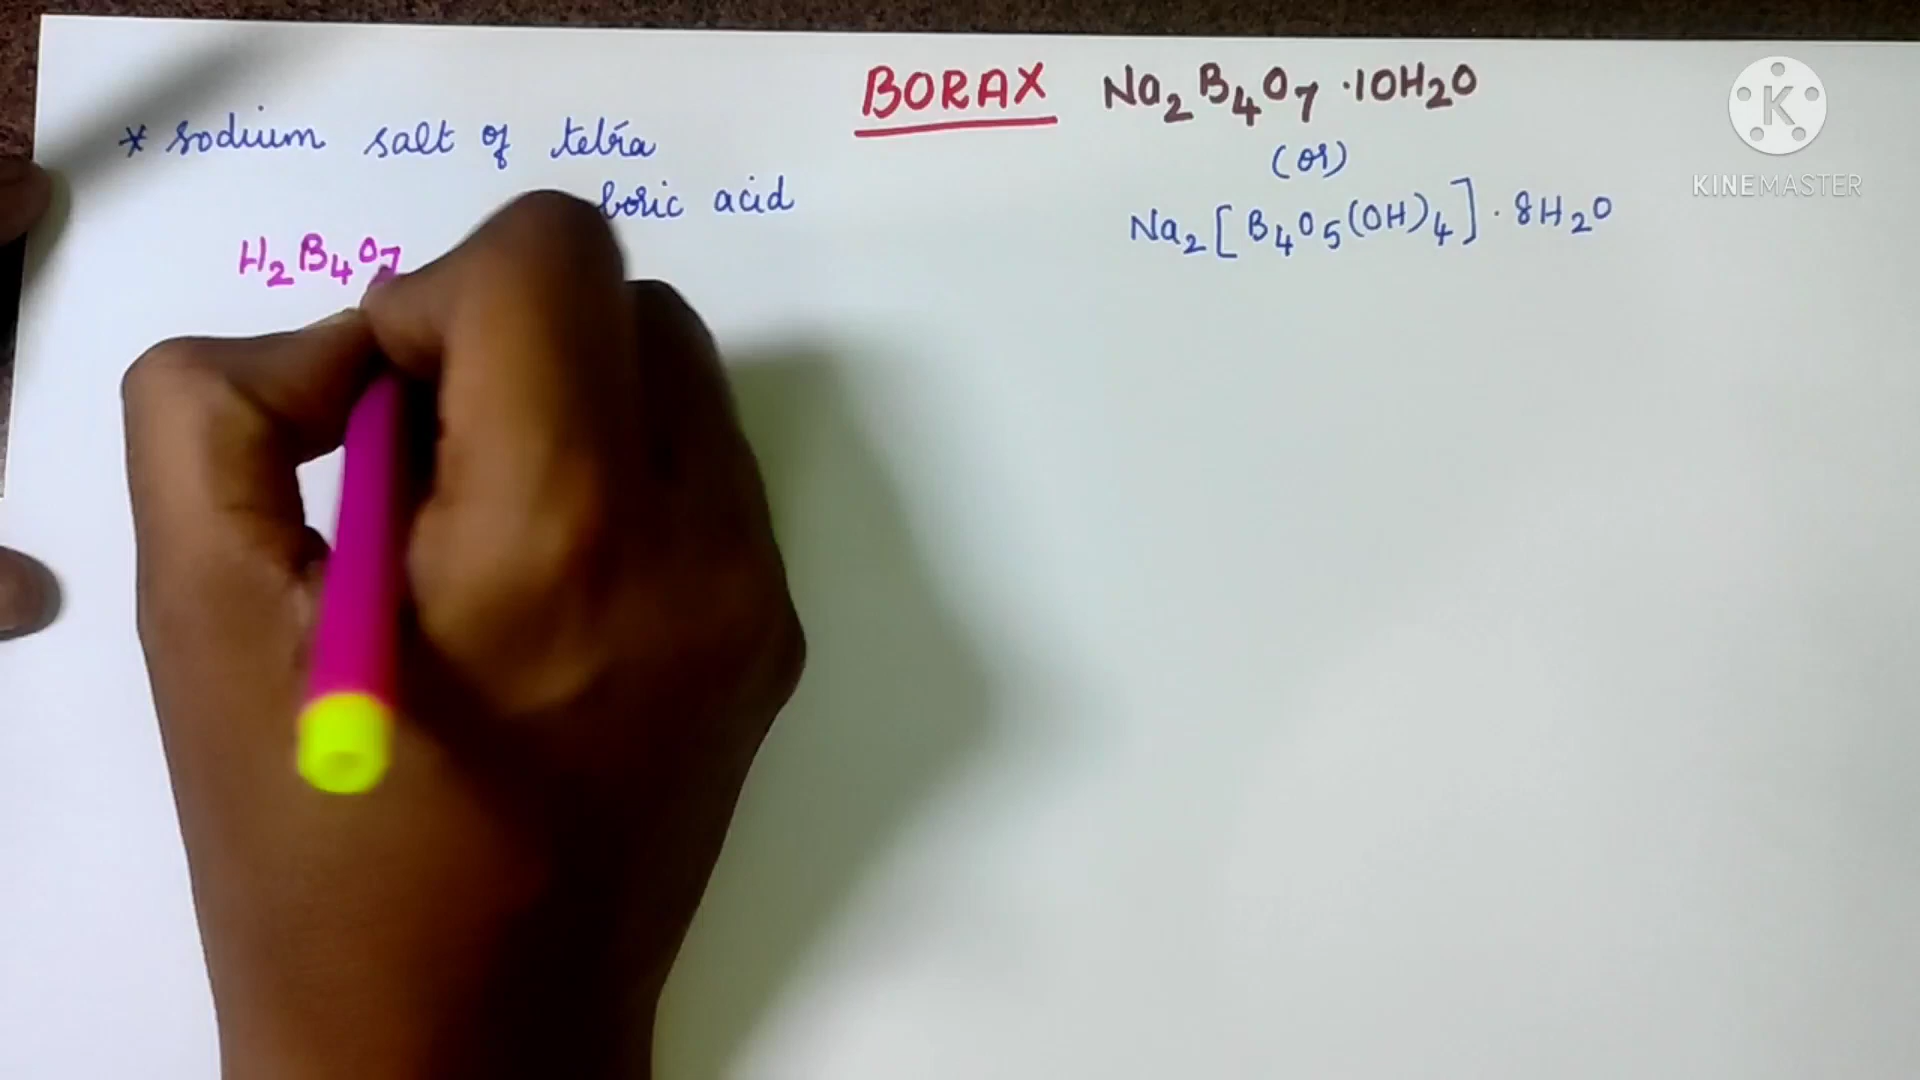 BORAX Na₂B₄O₇ ·10H₂O
* sodium salt of tetra
(or)
boric acid
Na₂[B₄O₅(OH)₄]·8H₂O
H₂B₄O₇
KINEMASTER